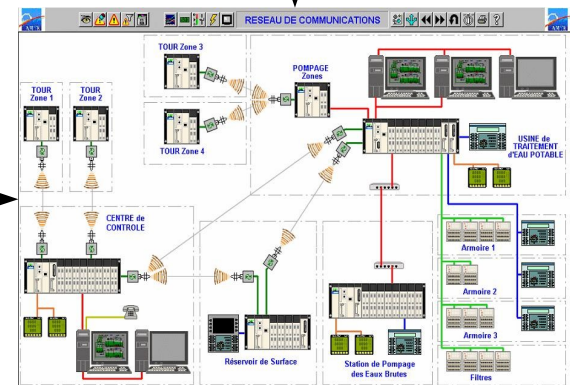 RESEAU DE COMMUNICATIONS
TOUR Zone 3
POMPAGE
Zones
TOUR
Zone 1
TOUR
Zone 2
TOUR Zone 4
USINE de
TRAITEMENT
D'EAU POTABLE
CENTRE de
CONTROLE
Armoire 1
Armoire 2
Armoire 3
Réservoir de Surface
Station de Pompage
des Eaux Brutes
Filtres